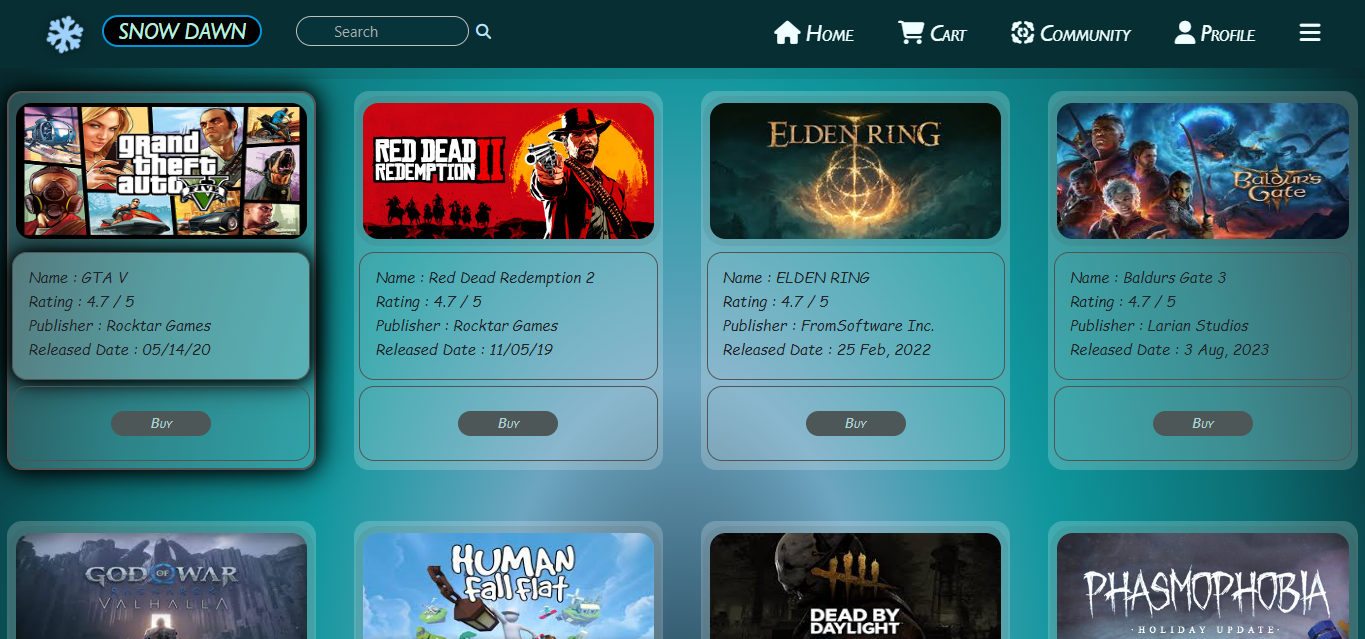 SNOW DAWN
Search
Home
Cart
Community
Profile
grand
theft
auto V
FIVE
RED DEAD
REDEMPTION II
ELDEN RING
Baldur's
Gate III
Name : GTA V
Rating : 4.7 / 5
Publisher : Rocktar Games
Released Date : 05/14/20
Name : Red Dead Redemption 2
Rating : 4.7 / 5
Publisher : Rocktar Games
Released Date : 11/05/19
Name : ELDEN RING
Rating : 4.7 / 5
Publisher : FromSoftware Inc.
Released Date : 25 Feb, 2022
Name : Baldurs Gate 3
Rating : 4.7 / 5
Publisher : Larian Studios
Released Date : 3 Aug, 2023
Buy
Buy
Buy
Buy
GOD OF WAR
RAGNARÖK
VALHALLA
HUMAN
fall flat
DEAD BY
DAYLIGHT
PHASMOPHOBIA
· HOLIDAY UPDATE ·